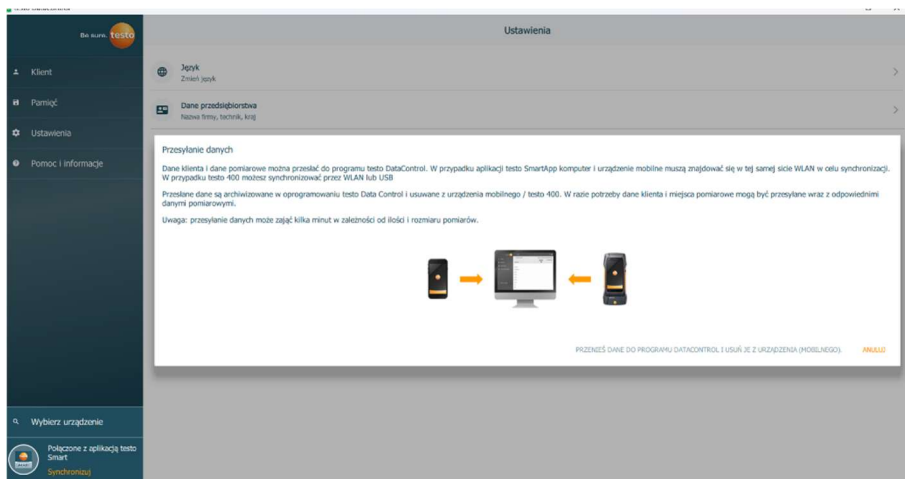 Be sure. testo
Ustawienia
Klient
Pamięć
Ustawienia
Pomoc i informacje
Język
Zmień język
Dane przedsiębiorstwa
Nazwa firmy, technik, kraj
Przesyłanie danych
Dane klienta i dane pomiarowe można przesłać do programu testo DataControl. W przypadku aplikacji testo SmartApp komputer i urządzenie mobilne muszą znajdować się w tej samej sicie WLAN w celu synchronizacji.
W przypadku testo 400 możesz synchronizować przez WLAN lub USB
Przesłane dane są archiwizowane w oprogramowaniu testo Data Control i usuwane z urządzenia mobilnego / testo 400. W razie potrzeby dane klienta i miejsca pomiarowe mogą być przesyłane wraz z odpowiednimi
danymi pomiarowymi.
Uwaga: przesyłanie danych może zająć kilka minut w zależności od ilości i rozmiaru pomiarów.
PRZENIEŚ DANE DO PROGRAMU DATACONTROL I USUŃ JE Z URZĄDZENIA (MOBILNEGO).
ANULUJ
Wybierz urządzenie
Połączone z aplikacją testo
Smart
Synchronizuj